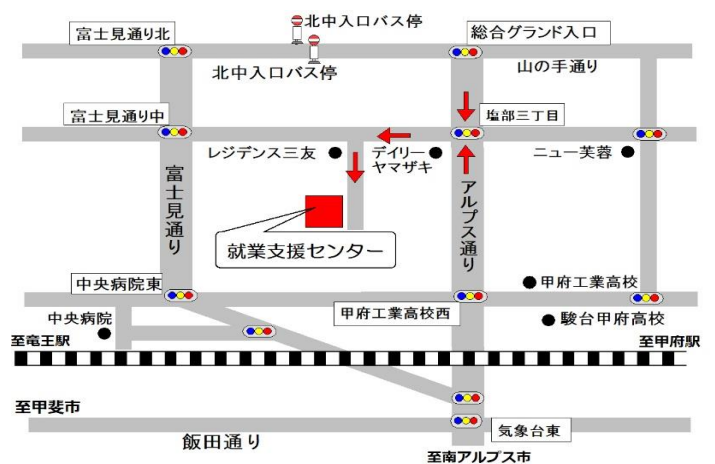 北中入口バス停
富士見通り北
総合グランド入口
北中入口バス停
山の手通り
富士見通り中
塩部三丁目
レジデンス三友
デイリー
ヤマザキ
ニュー芙蓉
富士見通り
アルプス通り
就業支援センター
中央病院東
甲府工業高校
甲府工業高校西
中央病院
駿台甲府高校
至竜王駅
至甲府駅
至甲斐市
飯田通り
気象台東
至南アルプス市